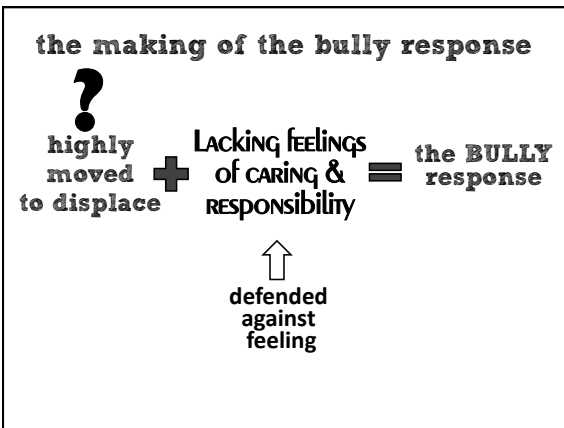 the making of the bully response
?
highly
moved
to displace
+
Lacking feelings
of caring &
responsibility
=
the BULLY
response
defended
against
feeling